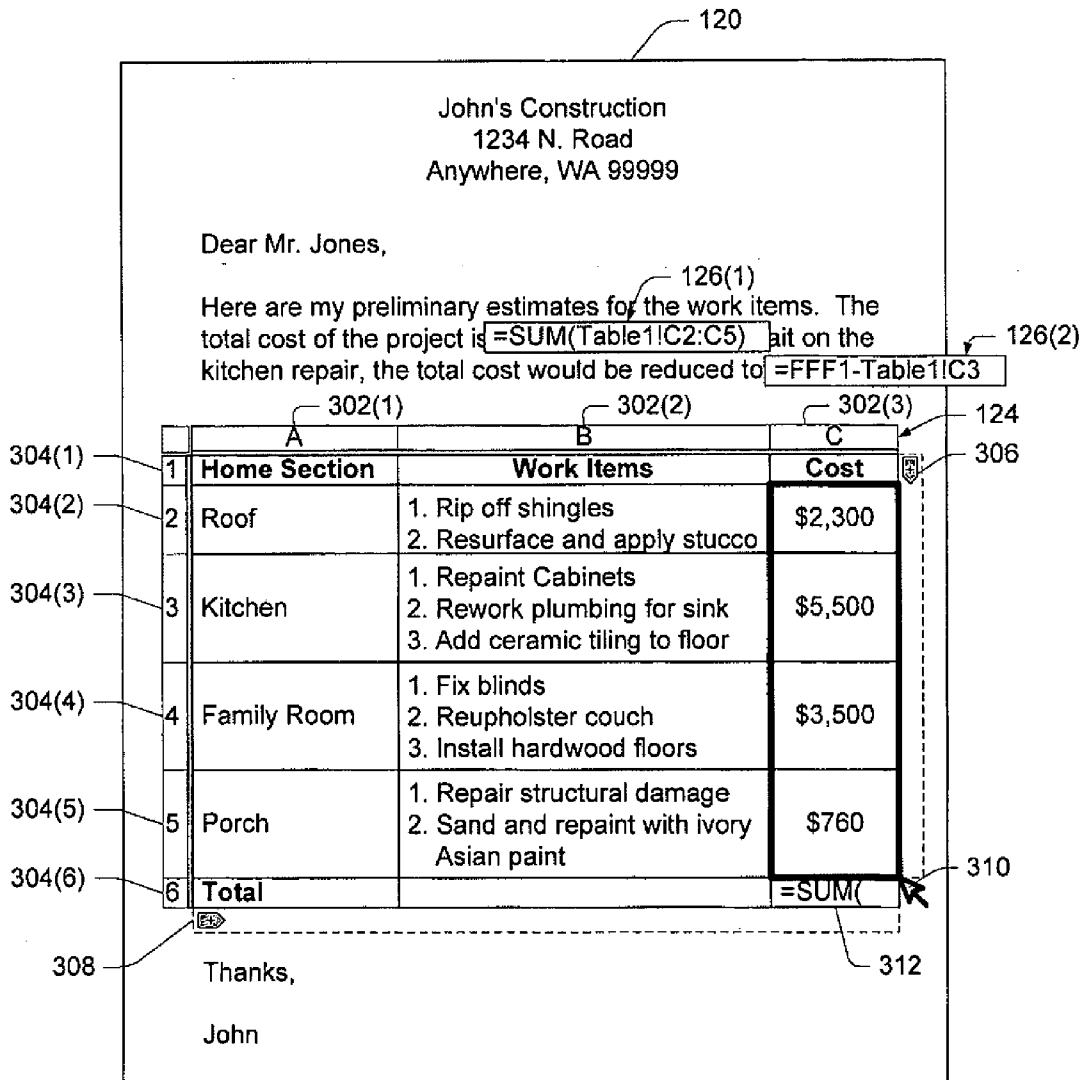 120
John's Construction
1234 N. Road
Anywhere, WA 99999
Dear Mr. Jones,
126(1)
Here are my preliminary estimates for the work items. The
total cost of the project is =SUM(Table1!C2:C5) ait on the
126(2)
kitchen repair, the total cost would be reduced to =FFF1-Table1!C3
302(1) 302(2) 302(3) 124
A B C
304(1) 1 Home Section Work Items Cost 306
304(2) 2 Roof 1. Rip off shingles $2,300
2. Resurface and apply stucco
304(3) 3 Kitchen 1. Repaint Cabinets $5,500
2. Rework plumbing for sink
3. Add ceramic tiling to floor
304(4) 4 Family Room 1. Fix blinds $3,500
2. Reupholster couch
3. Install hardwood floors
304(5) 5 Porch 1. Repair structural damage $760
2. Sand and repaint with ivory
Asian paint
304(6) 6 Total =SUM( 310
308 312
Thanks,
John